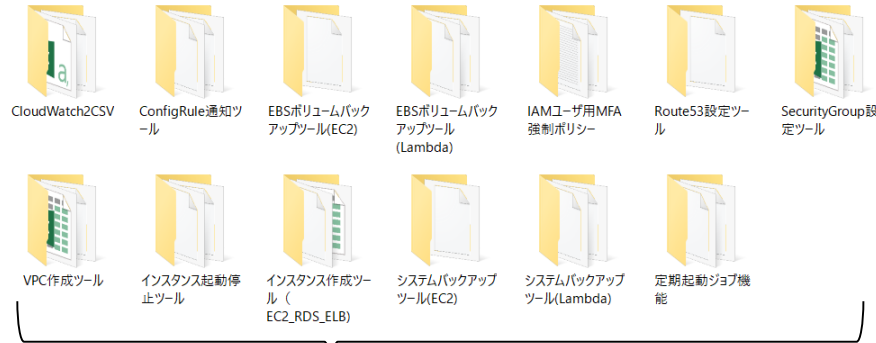 CloudWatch2CSV
ConfigRule通知ツ
ール
EBSボリュームバック
アップツール(EC2)
EBSボリュームバック
アップツール
(Lambda)
IAMユーザ用MFA
強制ポリシー
Route53設定ツー
ル
SecurityGroup設
定ツール
VPC作成ツール
インスタンス起動停
止ツール
インスタンス作成ツー
ル（
EC2_RDS_ELB)
システムバックアップ
ツール(EC2)
システムバックアップ
ツール(Lambda)
定期起動ジョブ機
能